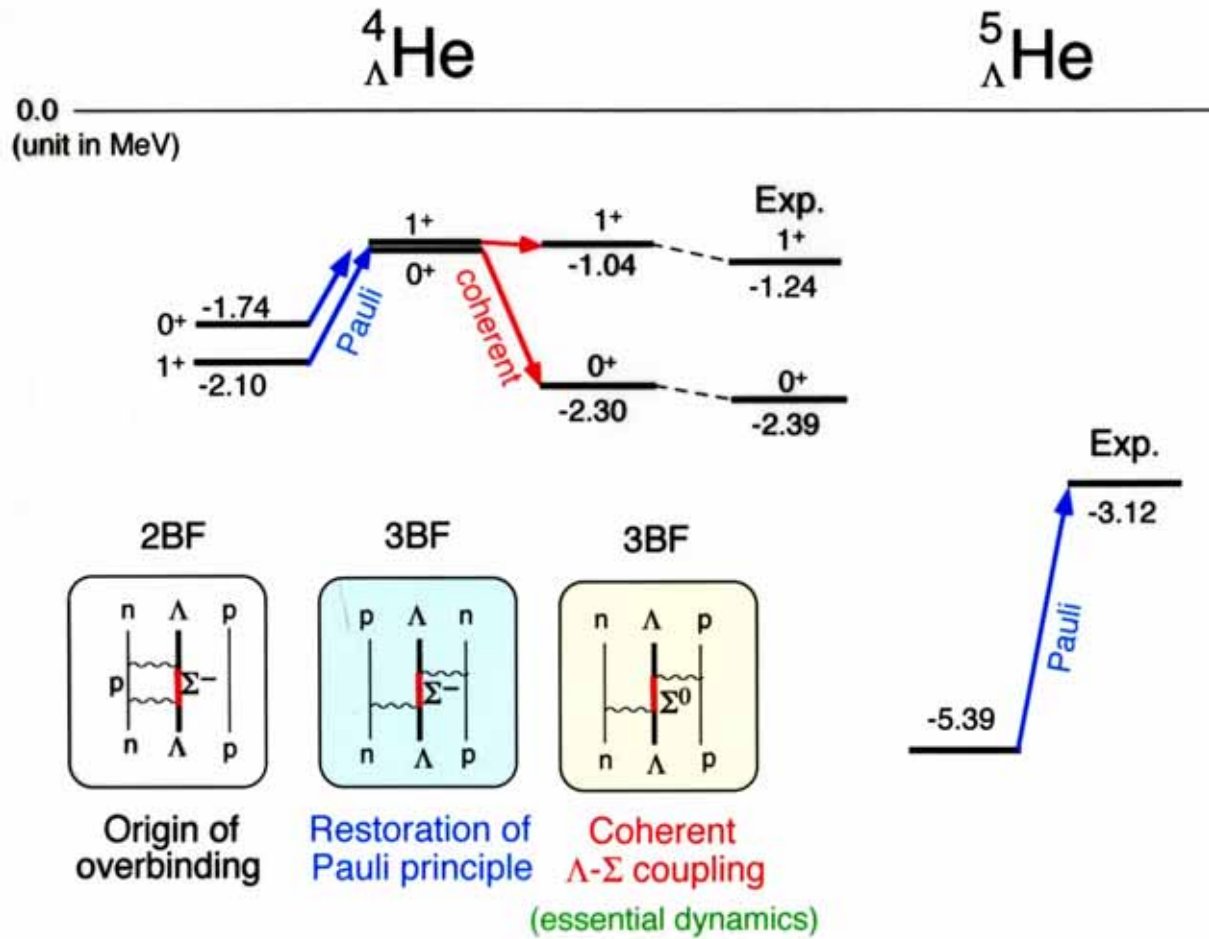 ⁴ΛHe
⁵ΛHe
0.0
(unit in MeV)
Exp.
1⁺
1⁺
1⁺
0⁺
-1.04
-1.24
-1.74
0⁺
Pauli
coherent
1⁺
-2.10
0⁺
0⁺
-2.30
-2.39
Exp.
-3.12
Pauli
-5.39
2BF
3BF
3BF
n Λ p
p Σ⁻
n Λ p
p Λ n
Σ⁻
n Λ p
n Λ p
Σ⁰
n Λ p
Origin of
overbinding
Restoration of
Pauli principle
Coherent
Λ-Σ coupling
(essential dynamics)